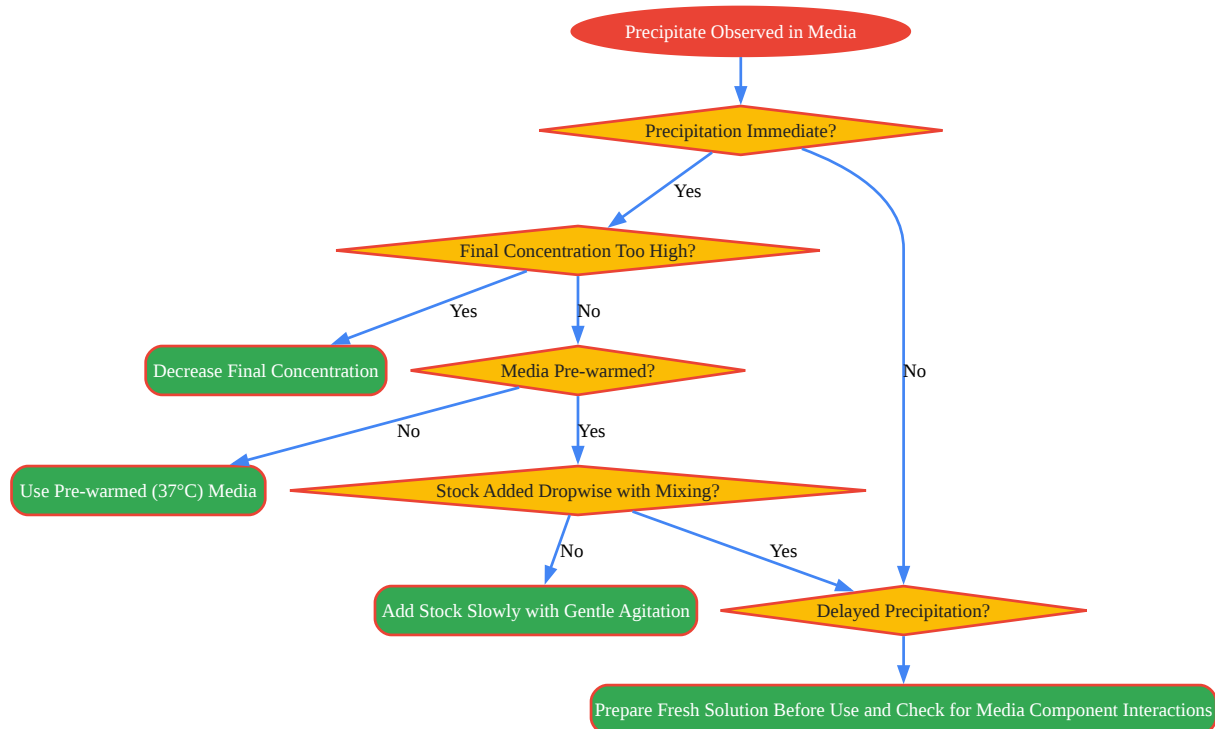 Precipitate Observed in Media
Precipitation Immediate?
Yes
Final Concentration Too High?
Yes
No
No
Decrease Final Concentration
Media Pre-warmed?
No
Yes
Use Pre-warmed (37°C) Media
Stock Added Dropwise with Mixing?
No
Yes
Add Stock Slowly with Gentle Agitation
Delayed Precipitation?
Prepare Fresh Solution Before Use and Check for Media Component Interactions